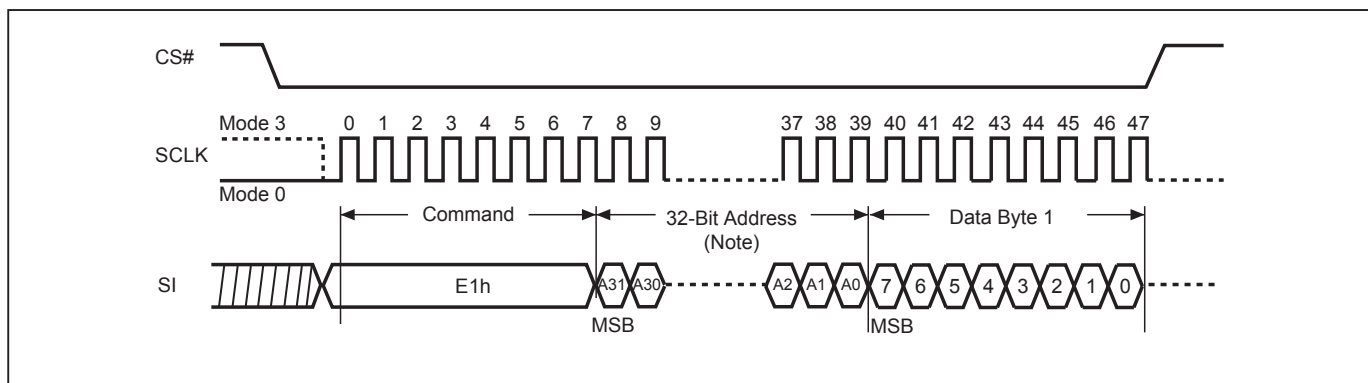 CS#
Mode 3 0 1 2 3 4 5 6 7 8 9 37 38 39 40 41 42 43 44 45 46 47
SCLK
Mode 0
Command 32-Bit Address Data Byte 1
(Note)
SI E1h A31 A30 A2 A1 A0 7 6 5 4 3 2 1 0
MSB MSB